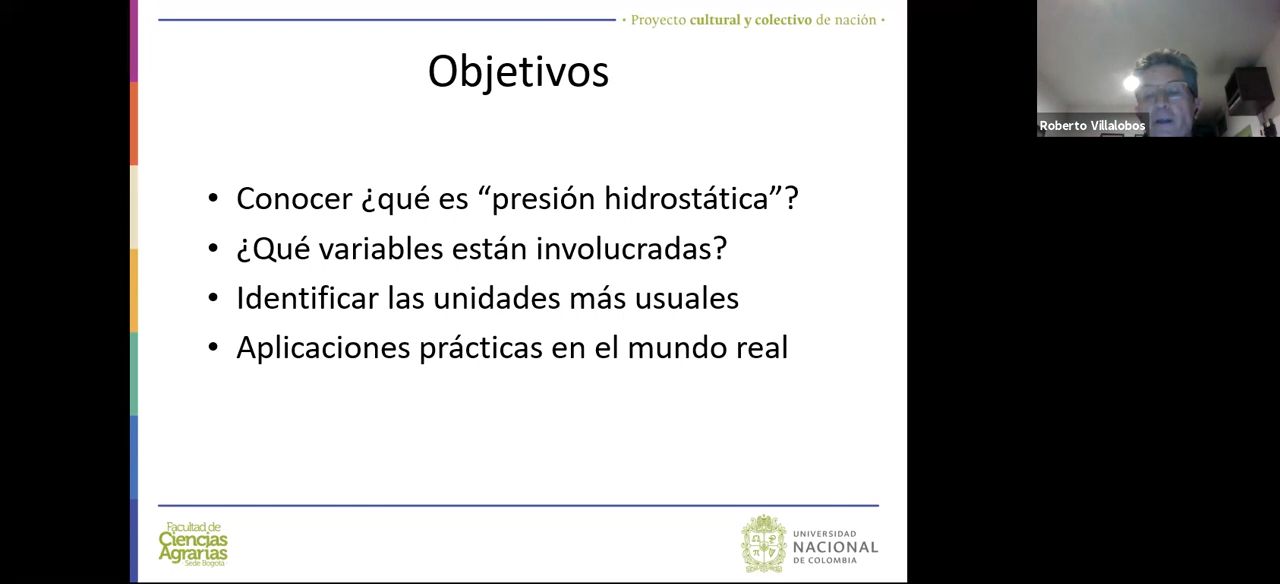 • Proyecto cultural y colectivo de nación •
Objetivos
Roberto Villalobos
• Conocer ¿qué es “presión hidrostática”?
• ¿Qué variables están involucradas?
• Identificar las unidades más usuales
• Aplicaciones prácticas en el mundo real
Facultad de
Ciencias
Agrarias
Sede Bogotá
UNIVERSIDAD
NACIONAL
DE COLOMBIA